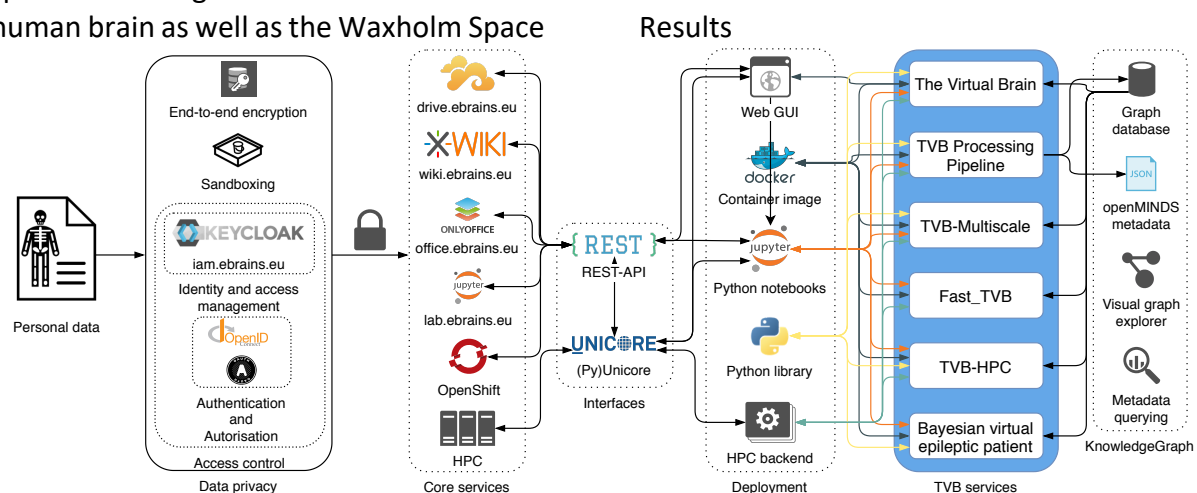 human brain as well as the Waxholm Space
Results
End-to-end encryption
Sandboxing
KEYCLOAK
iam.ebrains.eu
Identity and access
management
OpenID
Connect
Authentication
and
Autorisation
Access control
Data privacy
Personal data
drive.ebrains.eu
XWIKI
wiki.ebrains.eu
ONLYOFFICE
office.ebrains.eu
jupyter
lab.ebrains.eu
OpenShift
HPC
Core services
{ REST }
REST-API
UNICORE
(Py)Unicore
Interfaces
Web GUI
docker
Container image
jupyter
Python notebooks
Python library
HPC backend
Deployment
The Virtual Brain
TVB Processing
Pipeline
TVB-Multiscale
Fast_TVB
TVB-HPC
Bayesian virtual
epileptic patient
TVB services
Graph
database
JSON
openMINDS
metadata
Visual graph
explorer
Metadata
querying
KnowledgeGraph